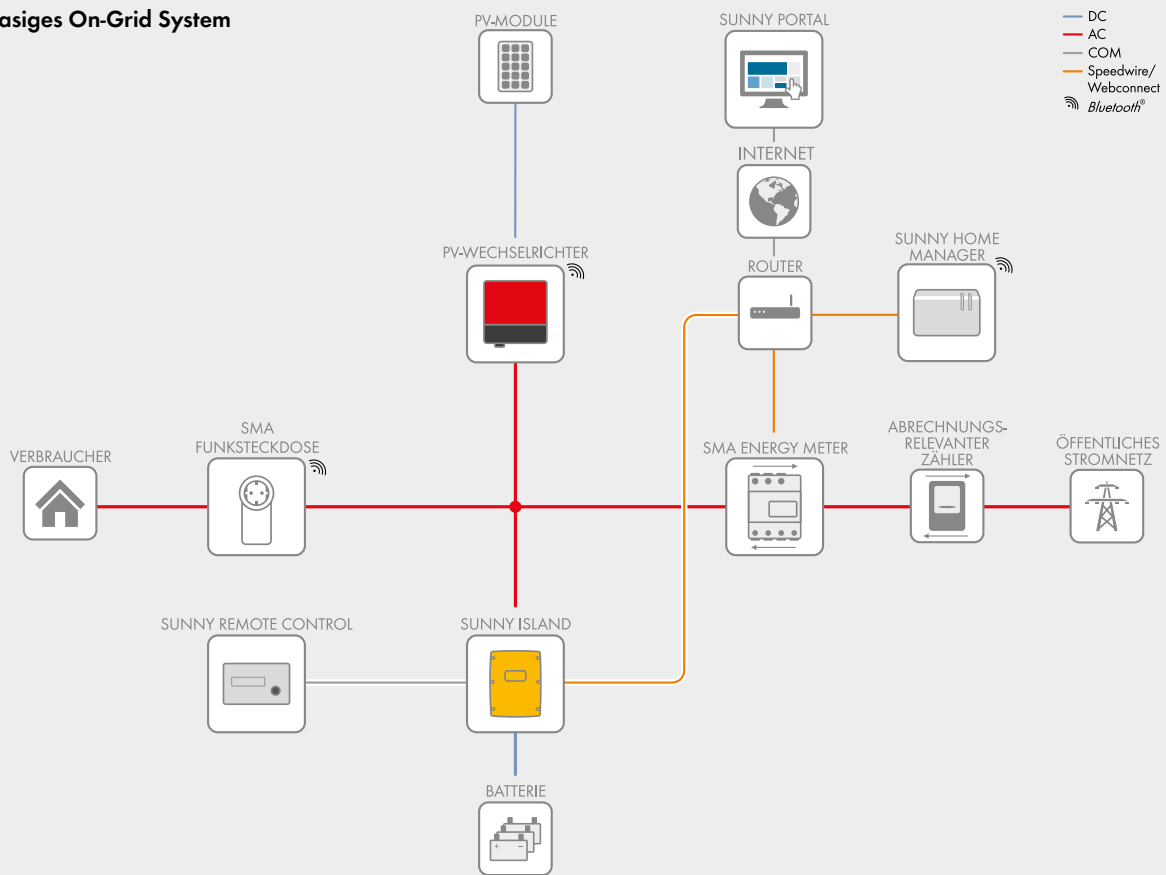 asiges On-Grid System
PV-MODULE
SUNNY PORTAL
DC
AC
COM
Speedwire/
Webconnect
Bluetooth®
INTERNET
PV-WECHSELRICHTER
ROUTER
SUNNY HOME
MANAGER
VERBRAUCHER
SMA
FUNKSTECKDOSE
SMA ENERGY METER
ABRECHNUNGS-
RELEVANTER
ZÄHLER
ÖFFENTLICHES
STROMNETZ
SUNNY REMOTE CONTROL
SUNNY ISLAND
BATTERIE